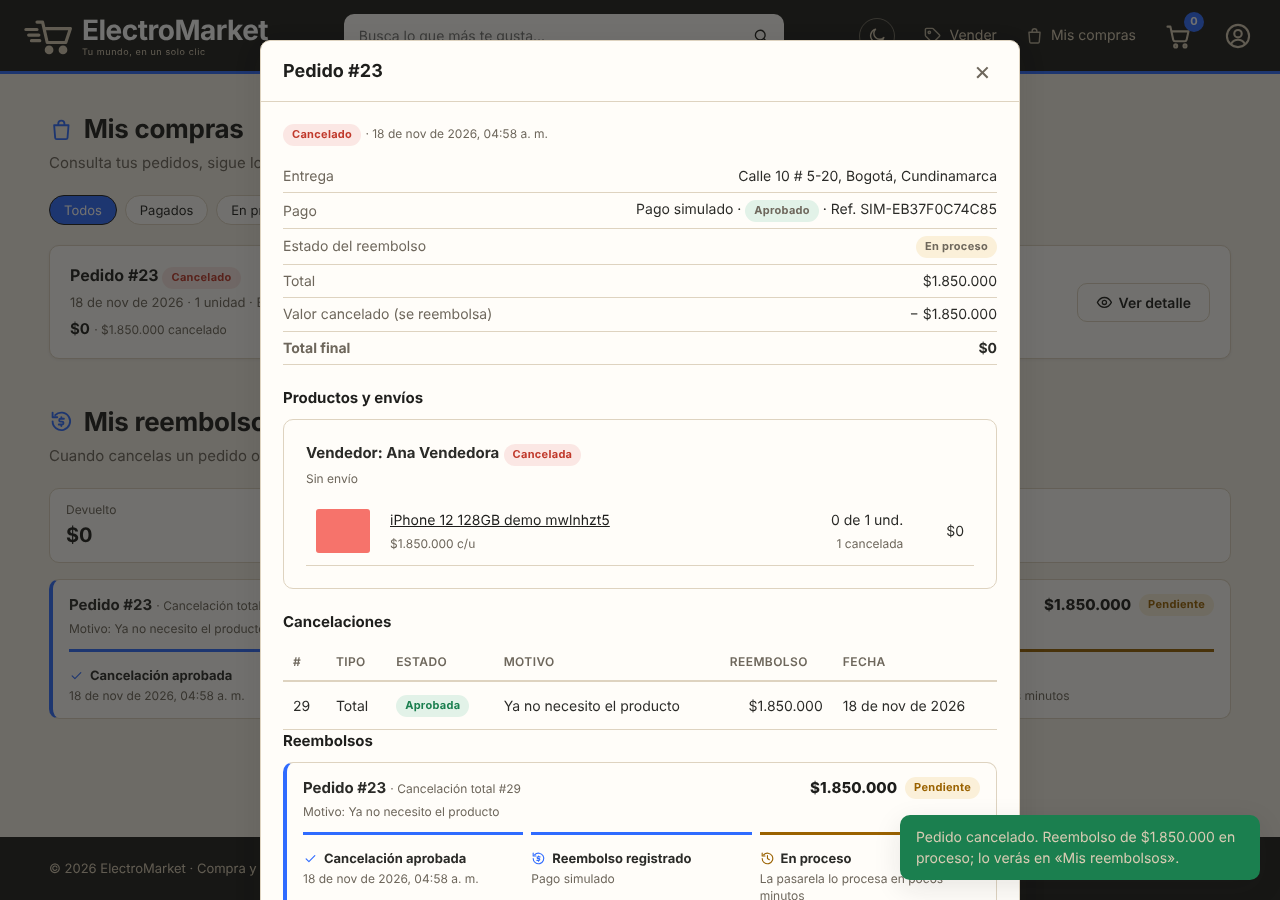 ElectroMarket
Tu mundo, en un solo clic
Busca lo que más te gusta...
Vender
Mis compras
0
Pedido #23
Mis compras
Consulta tus pedidos, sigue
Todos
Pagados
En
Pedido #23 Cancelado
18 de nov de 2026 · 1 unidad ·
$0 · $1.850.000 cancelado
Ver detalle
Cancelado · 18 de nov de 2026, 04:58 a. m.
Entrega
Calle 10 # 5-20, Bogotá, Cundinamarca
Pago
Pago simulado · Aprobado · Ref. SIM-EB37F0C74C85
Estado del reembolso
En proceso
Total
$1.850.000
Valor cancelado (se reembolsa)
− $1.850.000
Total final
$0
Productos y envíos
Vendedor: Ana Vendedora Cancelada
Sin envío
iPhone 12 128GB demo mwlnhzt5
$1.850.000 c/u
0 de 1 und.
1 cancelada
$0
Cancelaciones
# TIPO ESTADO MOTIVO REEMBOLSO FECHA
29 Total Aprobada Ya no necesito el producto $1.850.000 18 de nov de 2026
Reembolsos
Pedido #23 · Cancelación total #29
$1.850.000 Pendiente
Motivo: Ya no necesito el producto
Cancelación aprobada
18 de nov de 2026, 04:58 a. m.
Reembolso registrado
Pago simulado
En proceso
La pasarela lo procesa en pocos
minutos
Mis reembolso
Cuando cancelas un pedido
Devuelto
$0
Pedido #23 · Cancelación total
$1.850.000 Pendiente
Motivo: Ya no necesito el producto
Cancelación aprobada
18 de nov de 2026, 04:58 a. m.
minutos
© 2026 ElectroMarket · Compra y
Pedido cancelado. Reembolso de $1.850.000 en
proceso; lo verás en «Mis reembolsos».